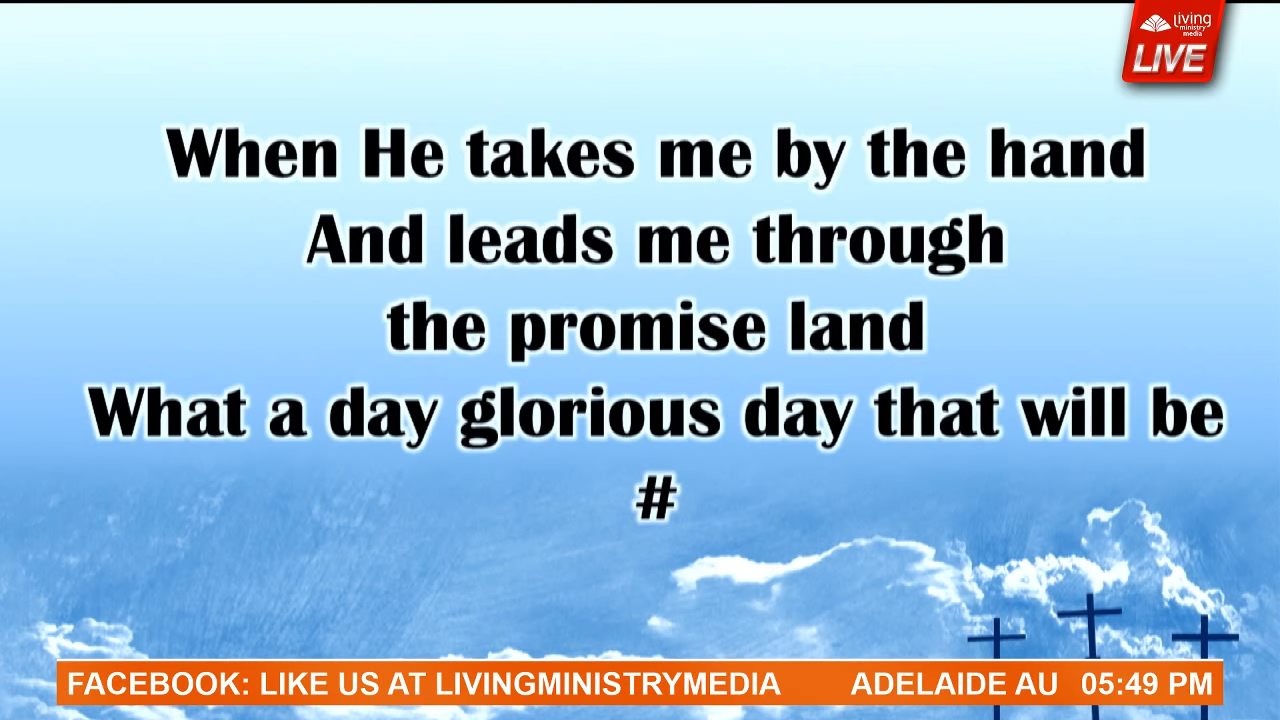 living
ministry
media
LIVE
When He takes me by the hand
And leads me through
the promise land
What a day glorious day that will be
#
FACEBOOK: LIKE US AT LIVINGMINISTRYMEDIA ADELAIDE AU 05:49 PM